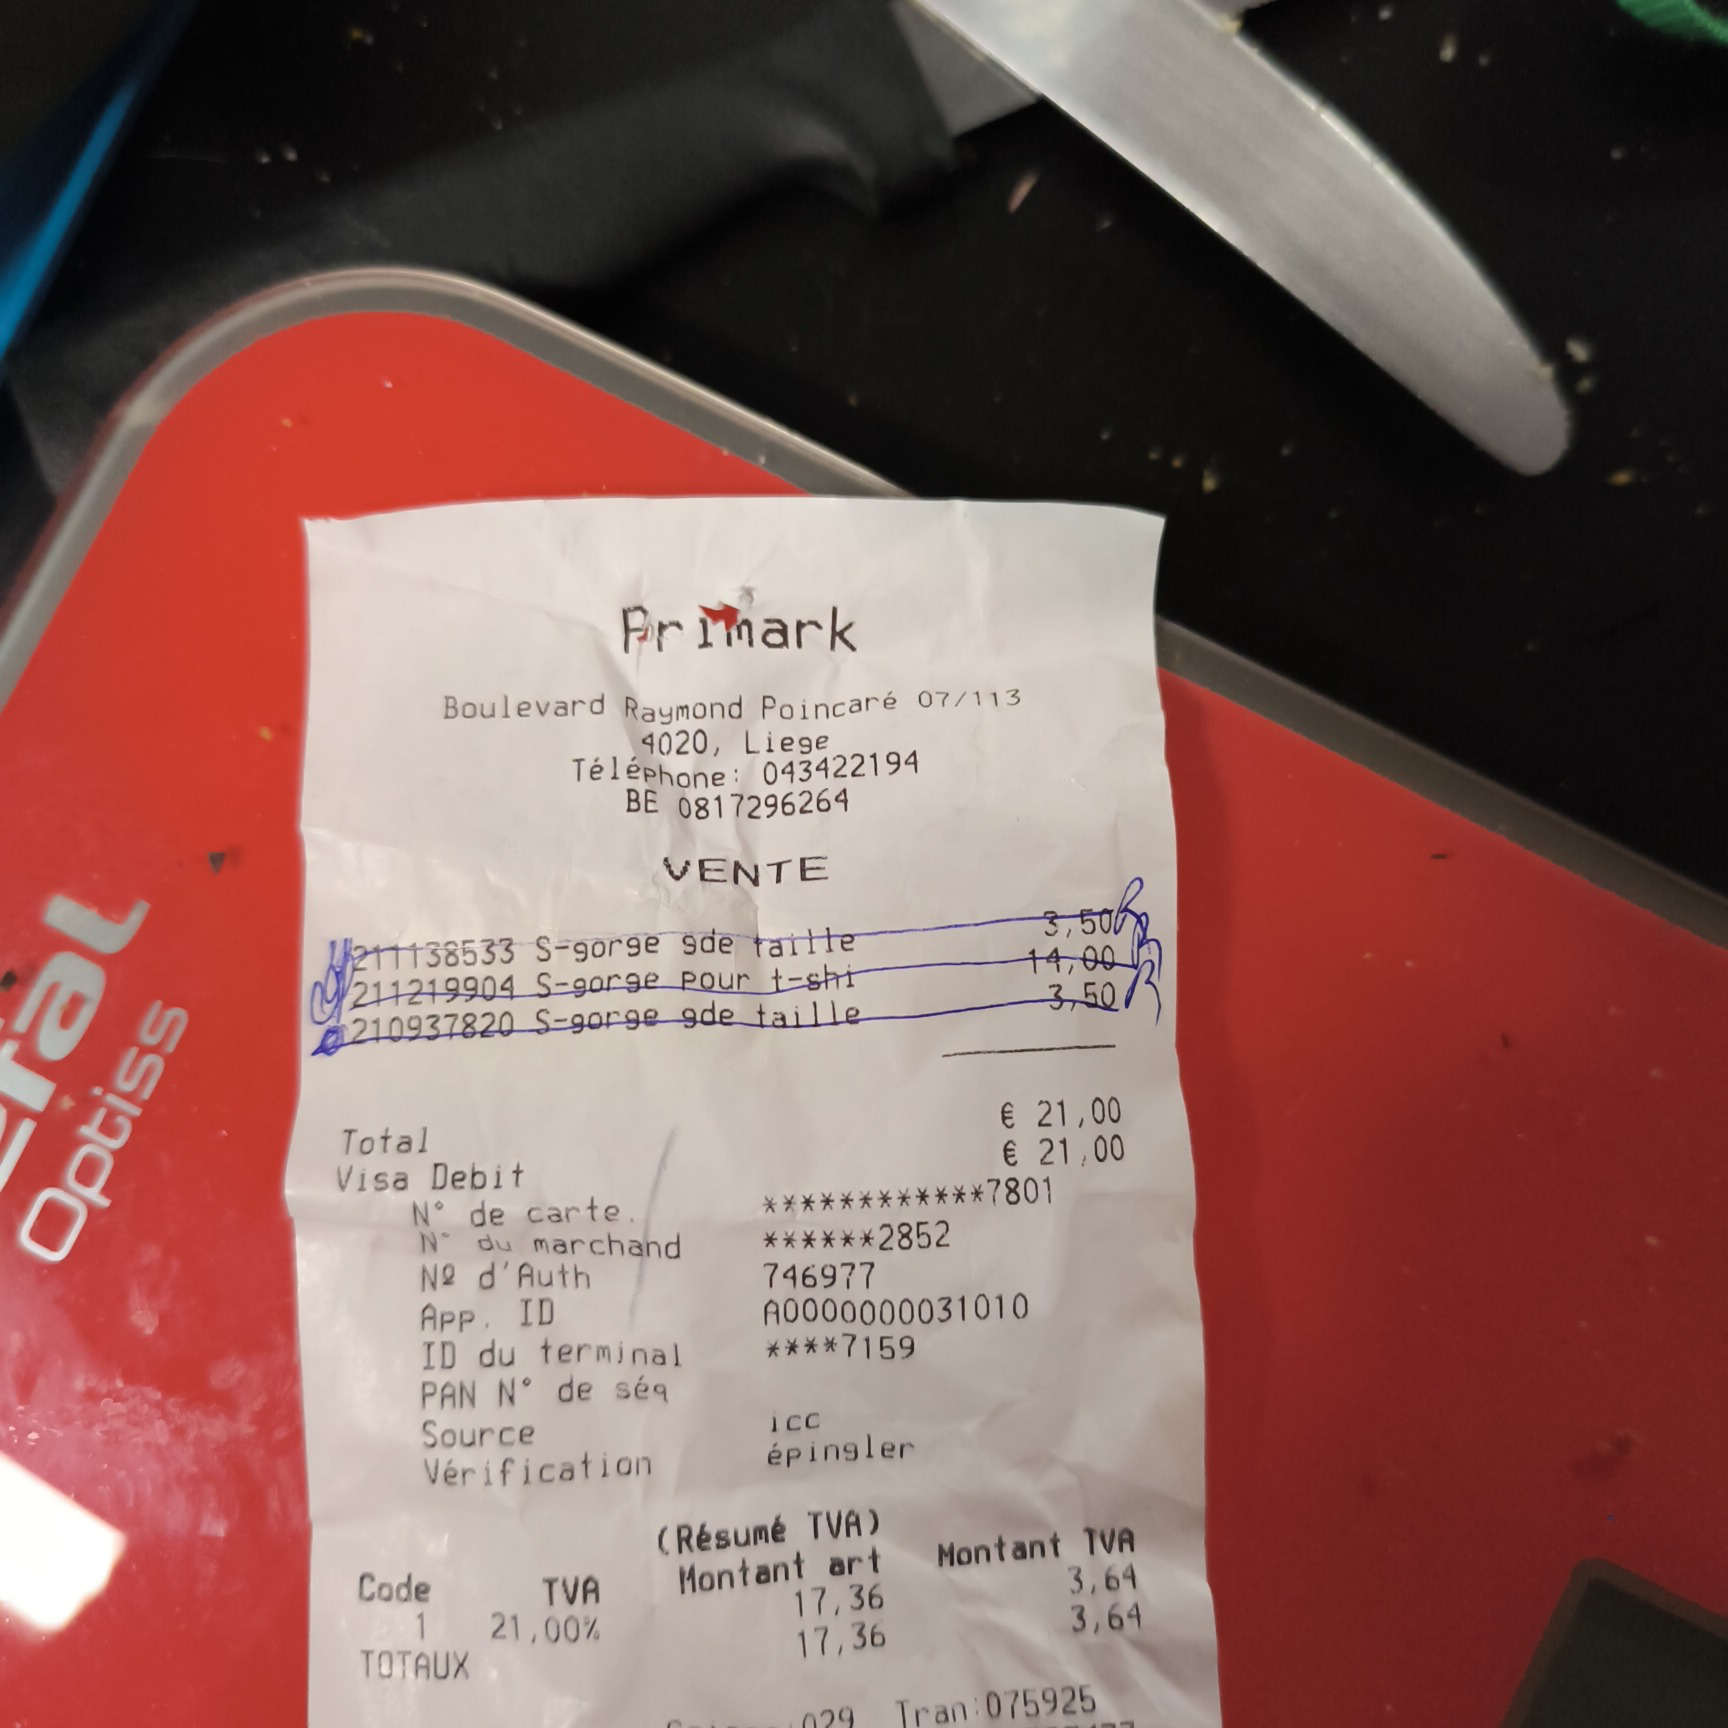 Primark
Boulevard Raymond Poincaré 07/113
4020, Liege
Téléphone: 043422194
BE 0817296264
VENTE
211138533 S-gorge gde taille 3,50
211219904 S-gorge pour t-shi 14,00
210937820 S-gorge gde taille 3,50
Total € 21,00
Visa Debit € 21,00
N° de carte. ************7801
N° du marchand ******2852
Nº d'Auth 746977
App. ID A0000000031010
ID du terminal ****7159
PAN N° de séq
Source icc
Vérification épingler
(Résumé TVA)
Code TVA Montant art Montant TVA
1 21,00% 17,36 3,64
TOTAUX 17,36 3,64
029 Tran:075925
Optiss